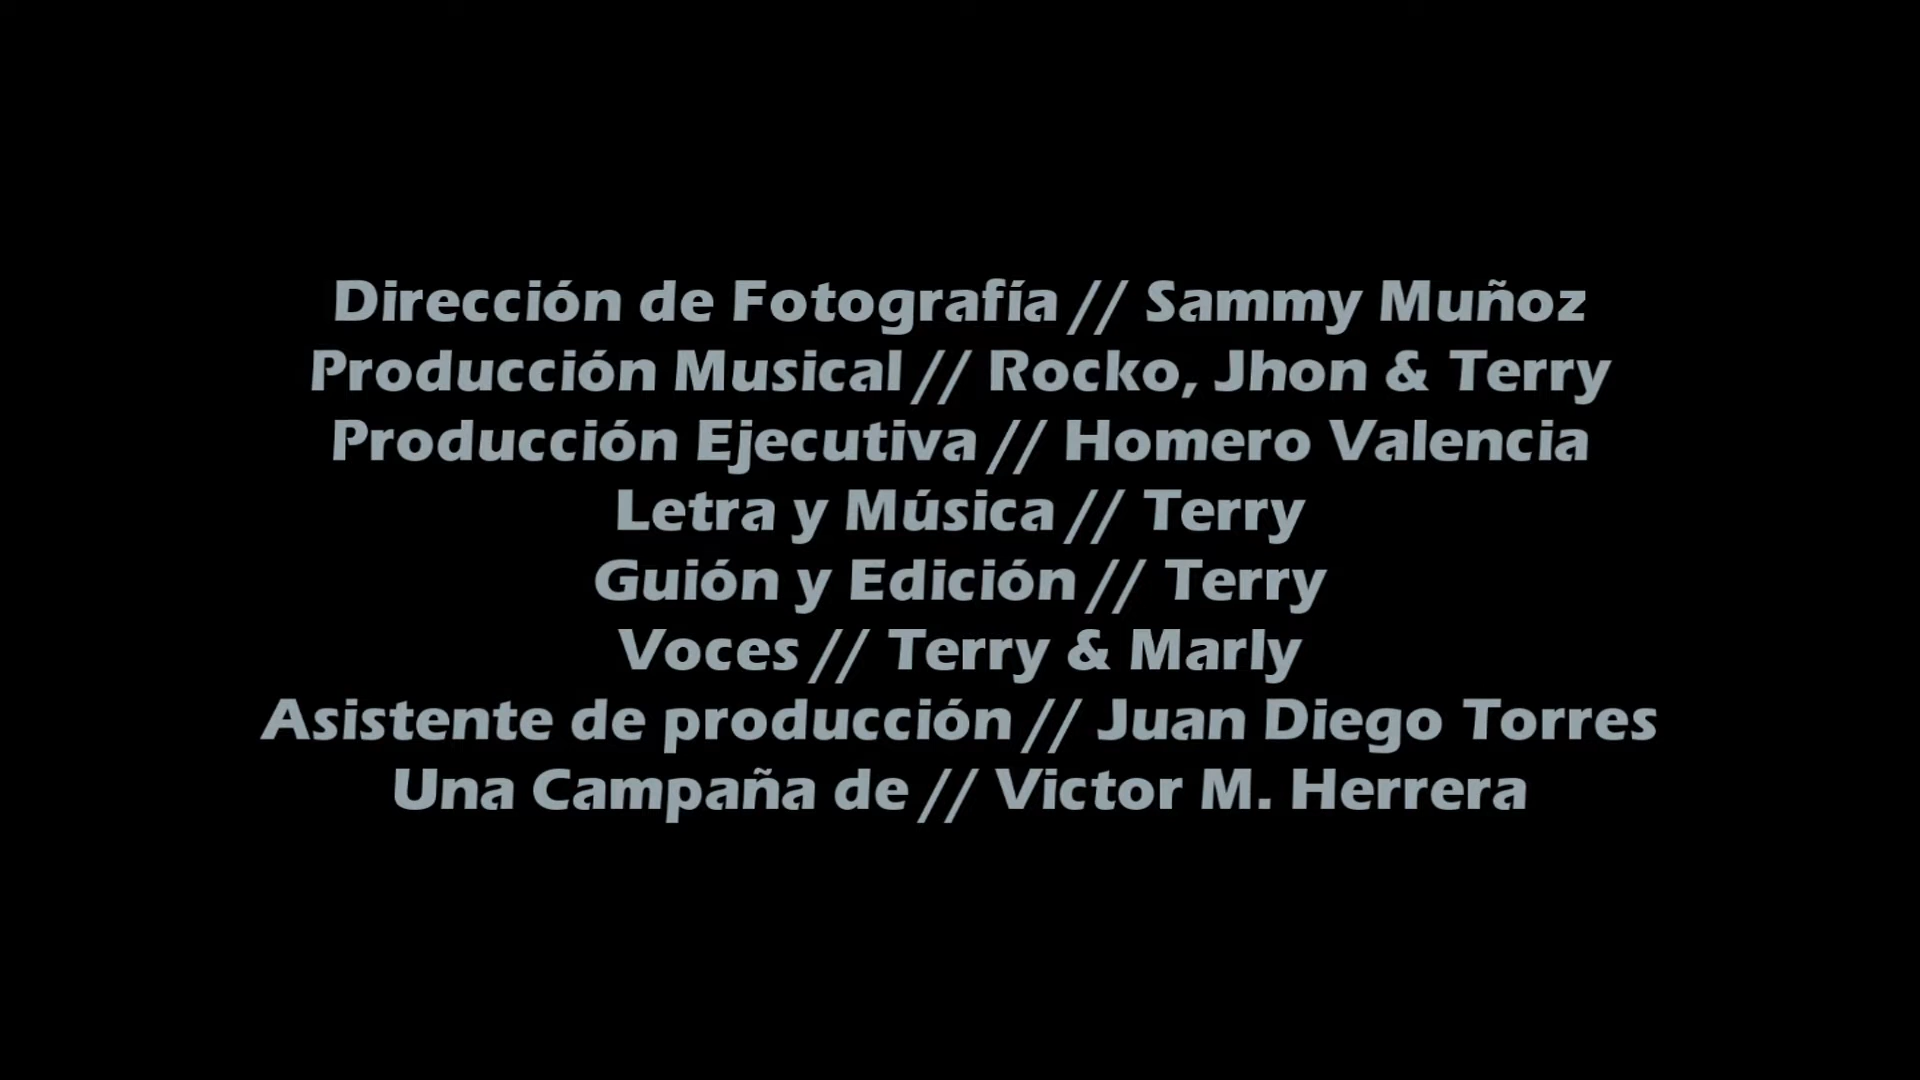 Dirección de Fotografía // Sammy Muñoz
Producción Musical // Rocko, Jhon & Terry
Producción Ejecutiva // Homero Valencia
Letra y Música // Terry
Guión y Edición // Terry
Voces // Terry & Marly
Asistente de producción // Juan Diego Torres
Una Campaña de // Victor M. Herrera